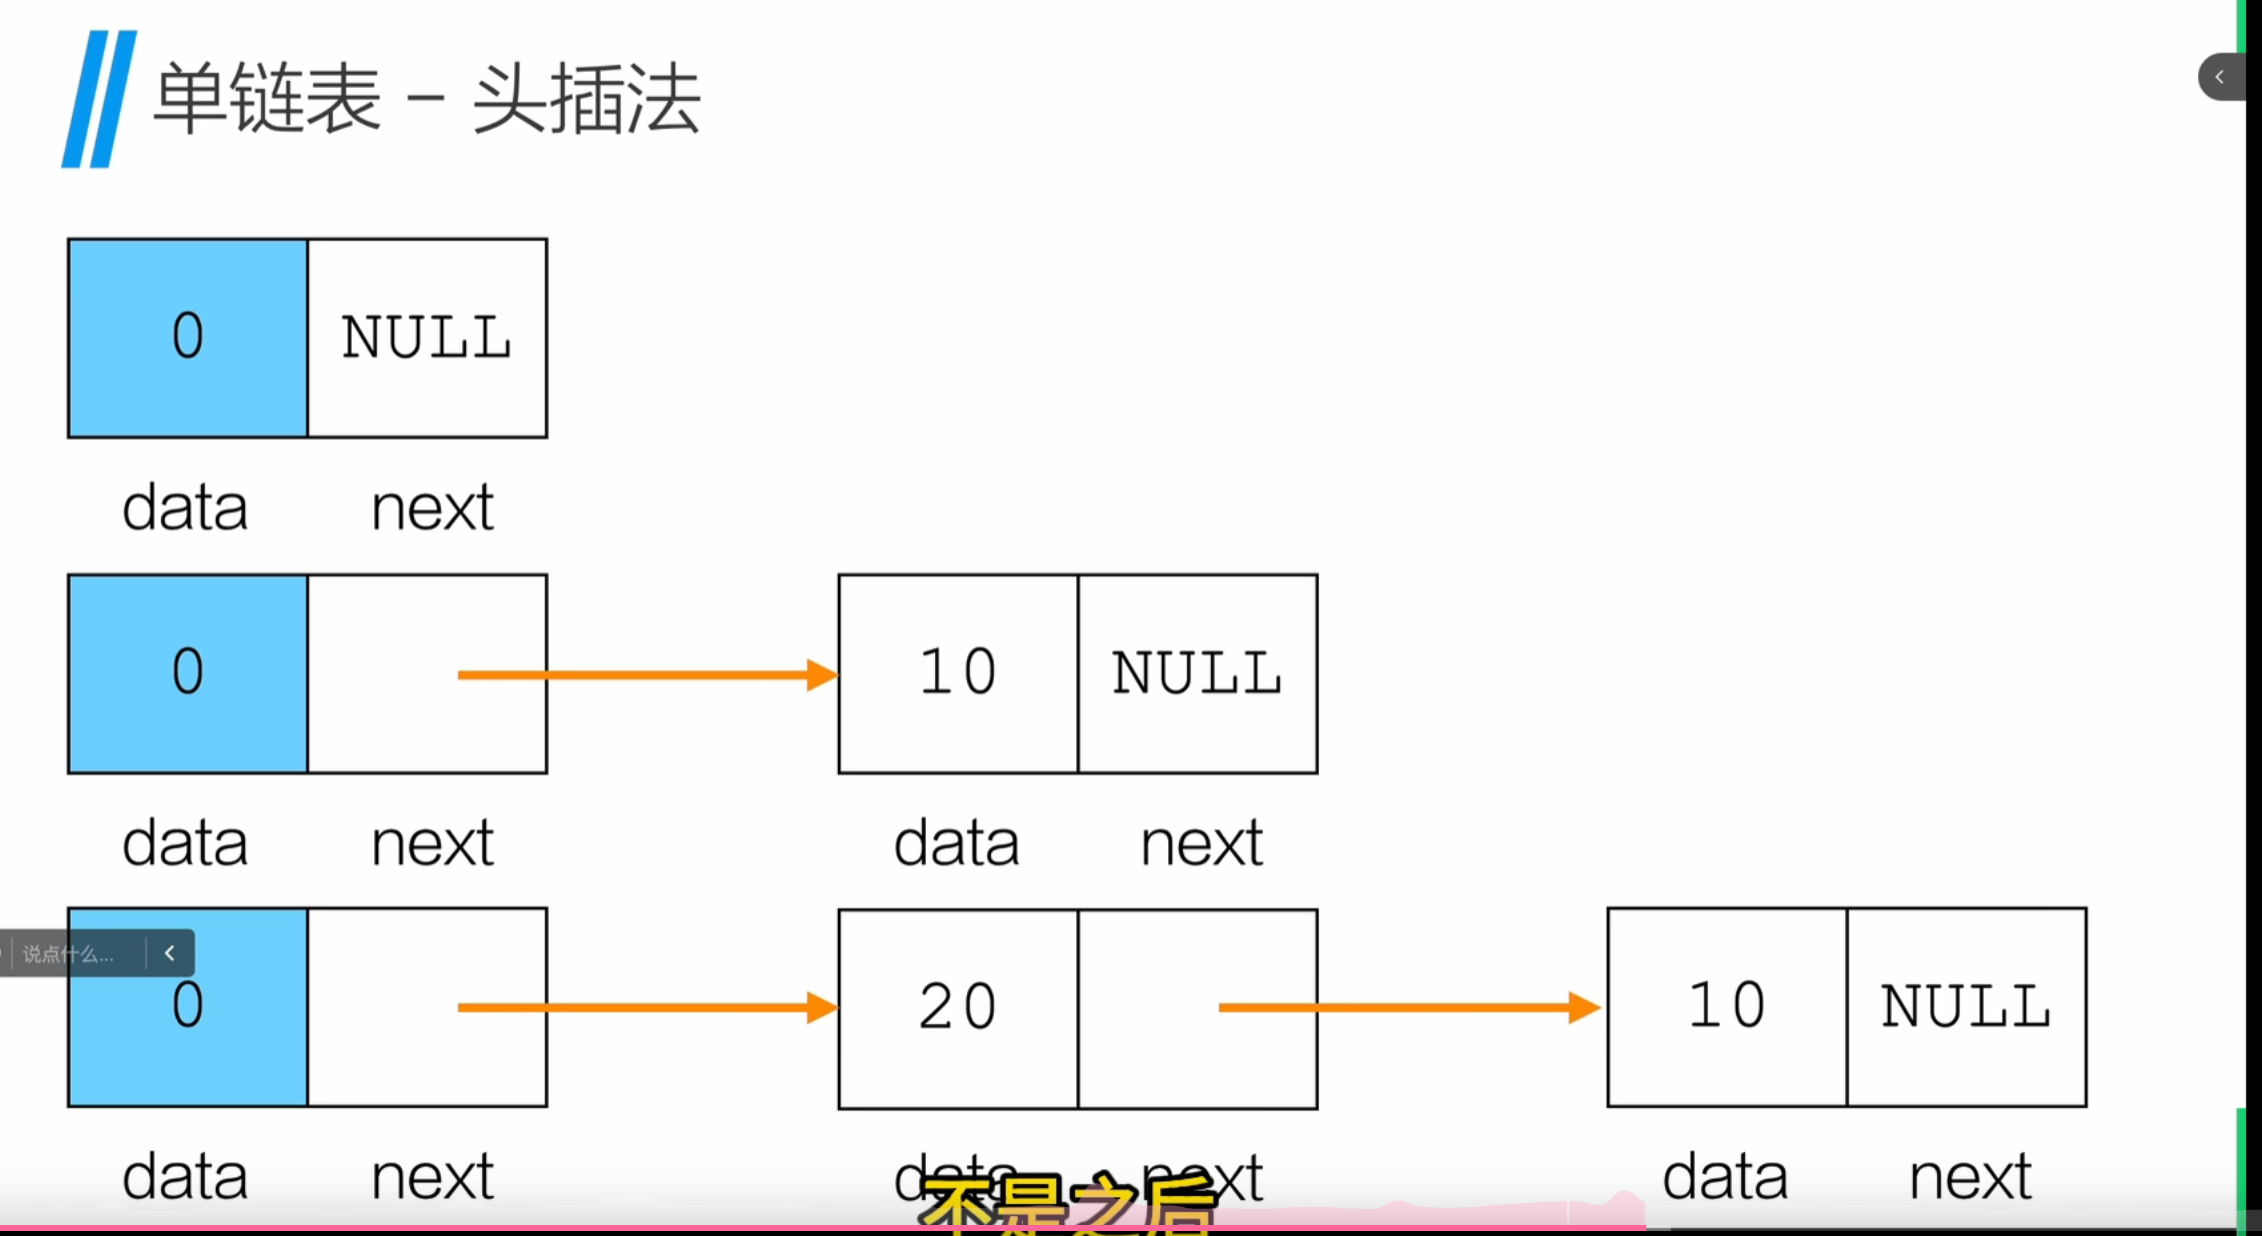 单链表 - 头插法
0 NULL
data next
0 10 NULL
data next data next
说点什么...
0 20 10 NULL
data next data next data next
不是之后